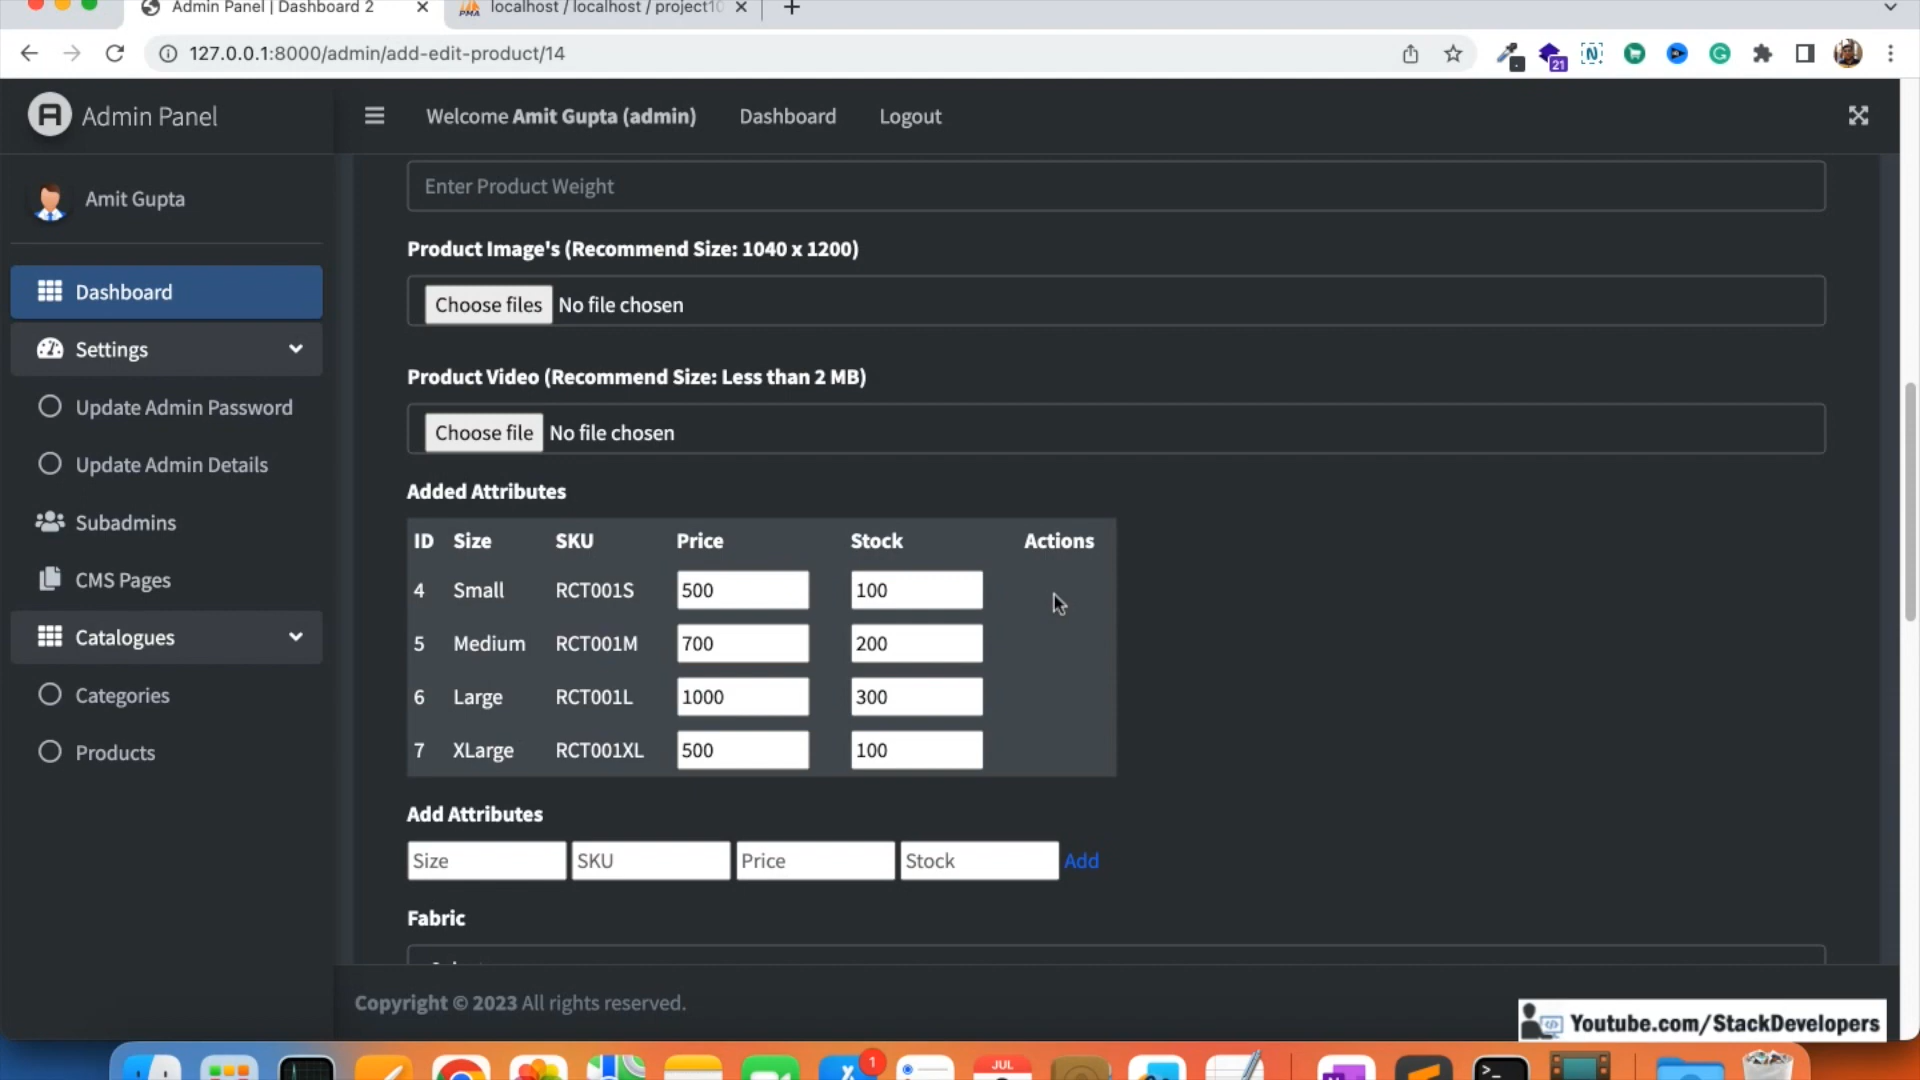 Admin Panel | Dashboard 2
localhost / localhost / project10
127.0.0.1:8000/admin/add-edit-product/14
21
Admin Panel
Welcome Amit Gupta (admin)
Dashboard
Logout
Amit Gupta
Dashboard
Settings
Update Admin Password
Update Admin Details
Subadmins
CMS Pages
Catalogues
Categories
Products
Enter Product Weight
Product Image's (Recommend Size: 1040 x 1200)
Choose files No file chosen
Product Video (Recommend Size: Less than 2 MB)
Choose file No file chosen
Added Attributes
ID Size SKU Price Stock Actions
4 Small RCT001S 500 100
5 Medium RCT001M 700 200
6 Large RCT001L 1000 300
7 XLarge RCT001XL 500 100
Add Attributes
Size SKU Price Stock Add
Fabric
Copyright © 2023 All rights reserved.
Youtube.com/StackDevelopers
1
JUL